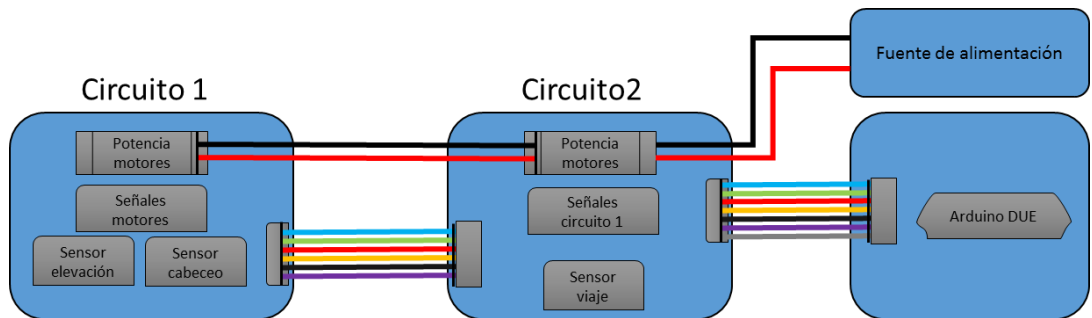 Fuente de alimentación
Circuito 1
Circuito2
Potencia
motores
Potencia
motores
Señales
motores
Señales
circuito 1
Arduino DUE
Sensor
elevación
Sensor
cabeceo
Sensor
viaje